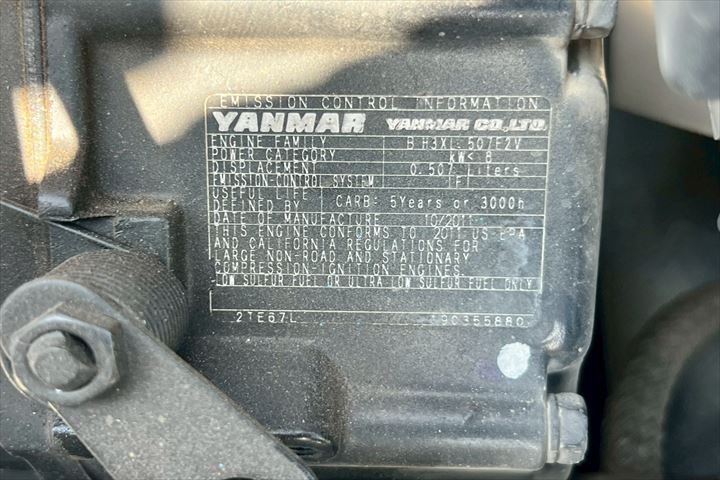 EMISSION CONTROL INFORMATION
YANMAR YANMAR CO.,LTD.
ENGINE FAMILY
POWER CATEGORY kW< 8
DISPLACEMENT 0.507 Liters
EMISSION CONTROL SYSTEM
USEFUL LIFE
DEFINED BY CARB: 5Years or 3000h
DATE OF MANUFACTURE 10/2011
THIS ENGINE CONFORMS TO 2011 US EPA
AND CALIFORNIA REGULATIONS FOR
LARGE NON-ROAD AND STATIONARY
COMPRESSION-IGNITION ENGINES.
LOW SULFUR FUEL OR ULTRA LOW SULFUR FUEL ONLY
2TE67L